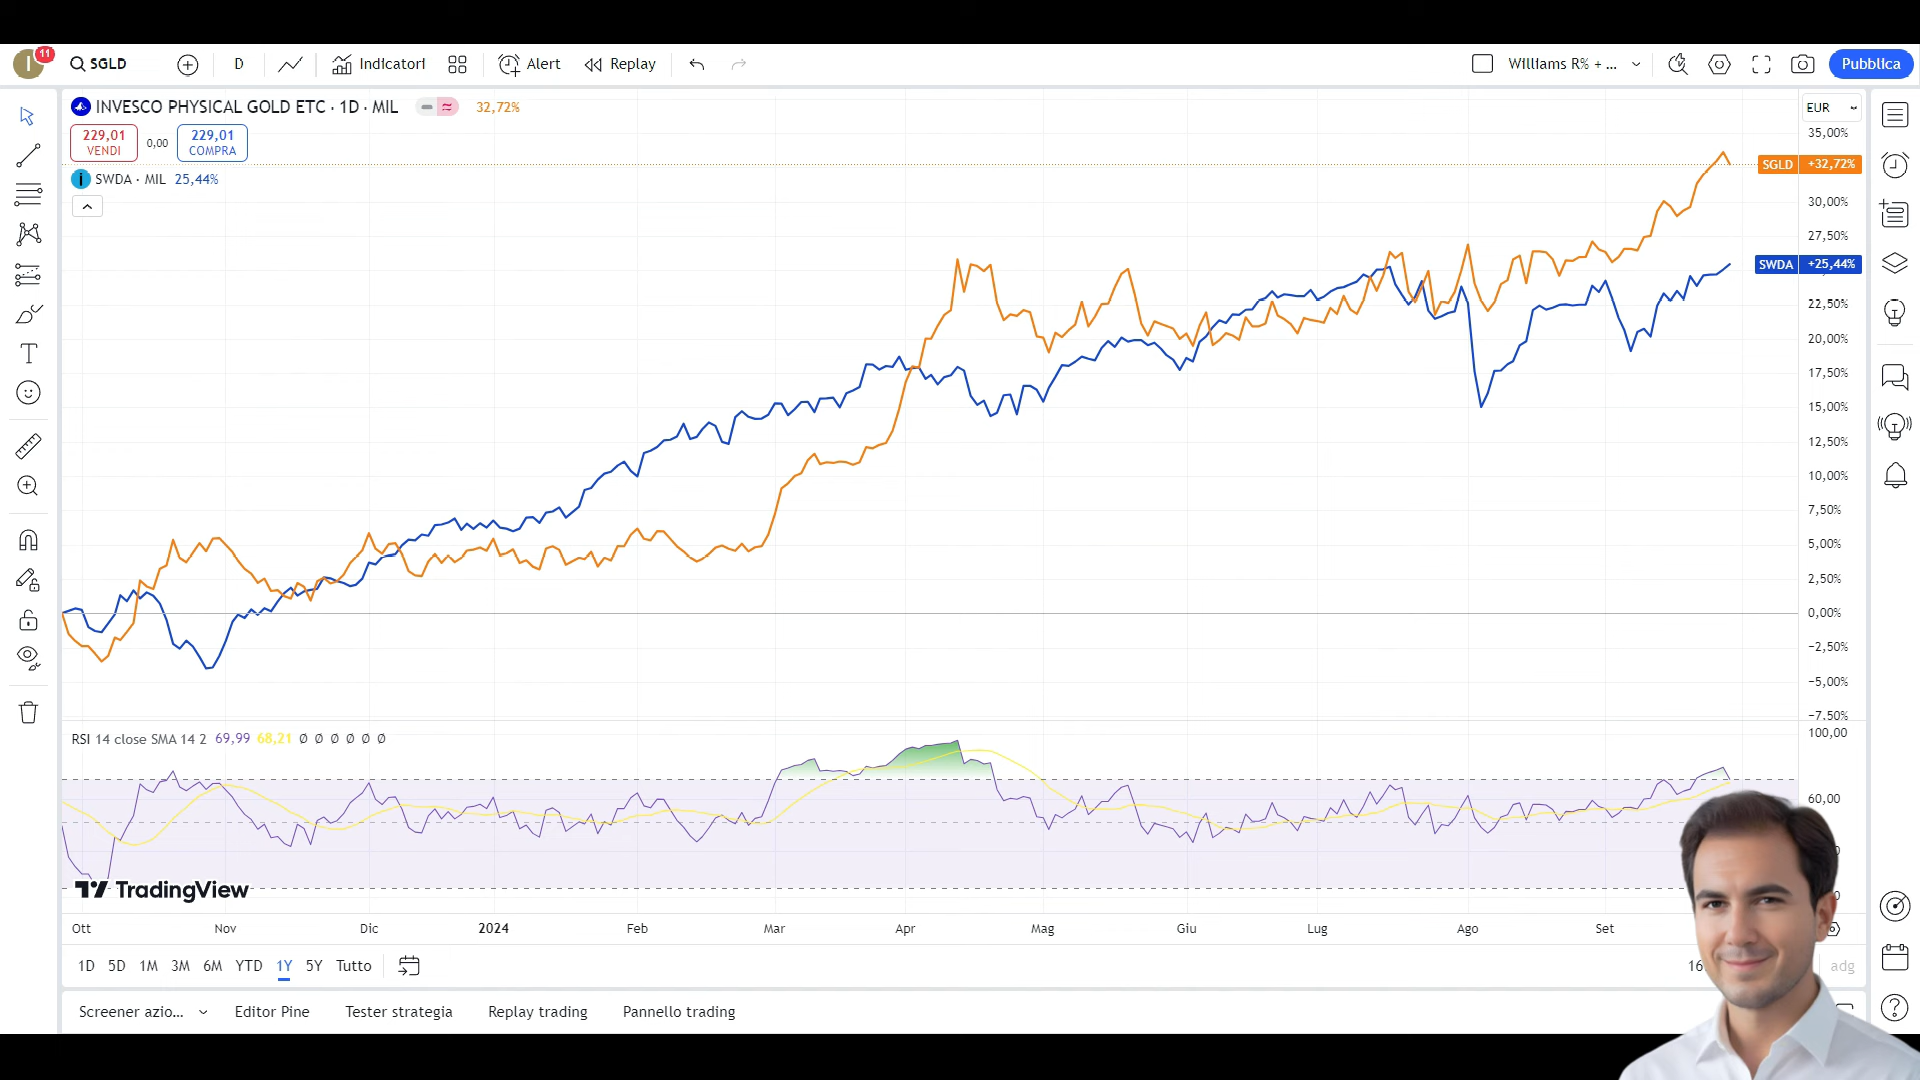 I 11 SGLD D Indicatori Alert Replay Williams R% + ... Pubblica
INVESCO PHYSICAL GOLD ETC · 1D · MIL 32,72% EUR
229,01 VENDI 0,00 229,01 COMPRA
SWDA · MIL 25,44%
35,00%
SGLD +32,72%
30,00%
27,50%
SWDA +25,44%
22,50%
20,00%
17,50%
15,00%
12,50%
10,00%
7,50%
5,00%
2,50%
0,00%
−2,50%
−5,00%
−7,50%
RSI 14 close SMA 14 2 69,99 68,21 Ø Ø Ø Ø Ø Ø
100,00
60,00
TradingView
Ott Nov Dic 2024 Feb Mar Apr Mag Giu Lug Ago Set
1D 5D 1M 3M 6M YTD 1Y 5Y Tutto adg
Screener azio... Editor Pine Tester strategia Replay trading Pannello trading